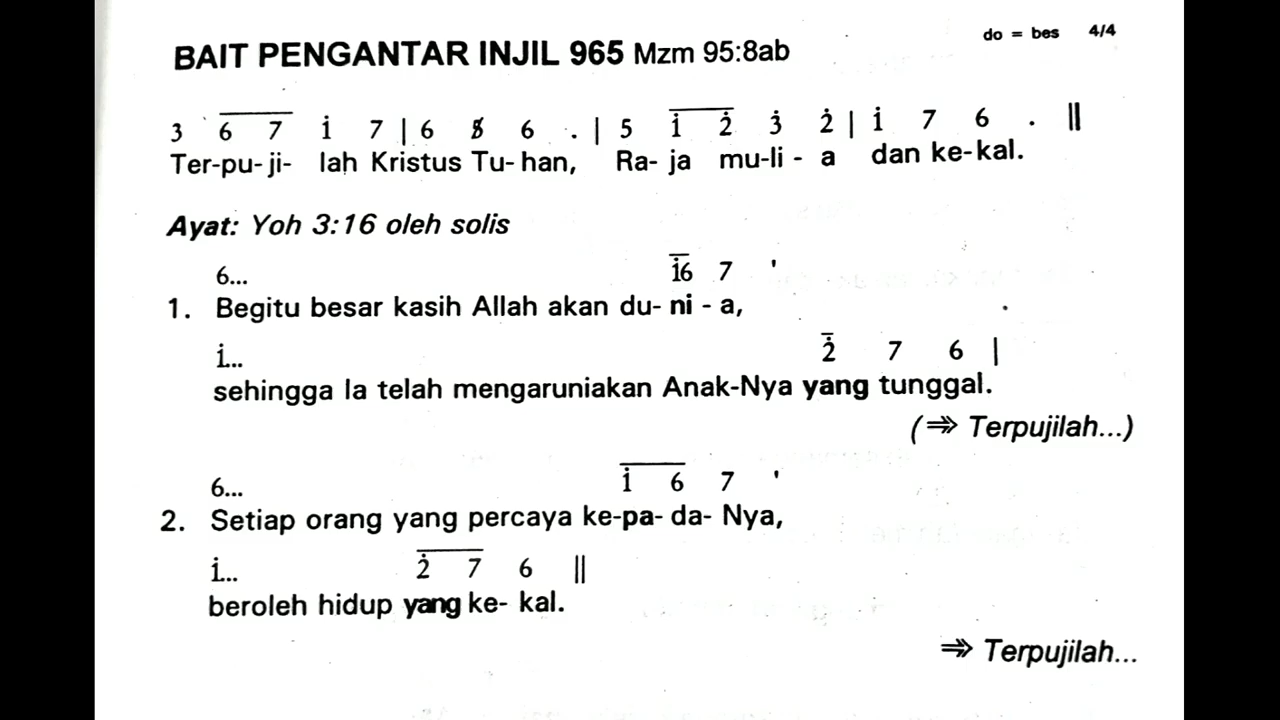 do = bes 4/4
BAIT PENGANTAR INJIL 965 Mzm 95:8ab
3 6 7 i 7 | 6 5 6 . | 5 i 2̇ 3̇ 2̇ | i 7 6 . ||
Ter-pu-ji- lah Kristus Tu-han, Ra-ja mu-li - a dan ke-kal.
Ayat: Yoh 3:16 oleh solis
6... i6 7 '
1. Begitu besar kasih Allah akan du- ni - a,
i... 2̇ 7 6 |
sehingga Ia telah mengaruniakan Anak-Nya yang tunggal.
(⇒ Terpujilah...)
6... i 6 7 '
2. Setiap orang yang percaya ke-pa- da- Nya,
i... 2̇ 7 6 ||
beroleh hidup yang ke- kal.
⇒ Terpujilah...